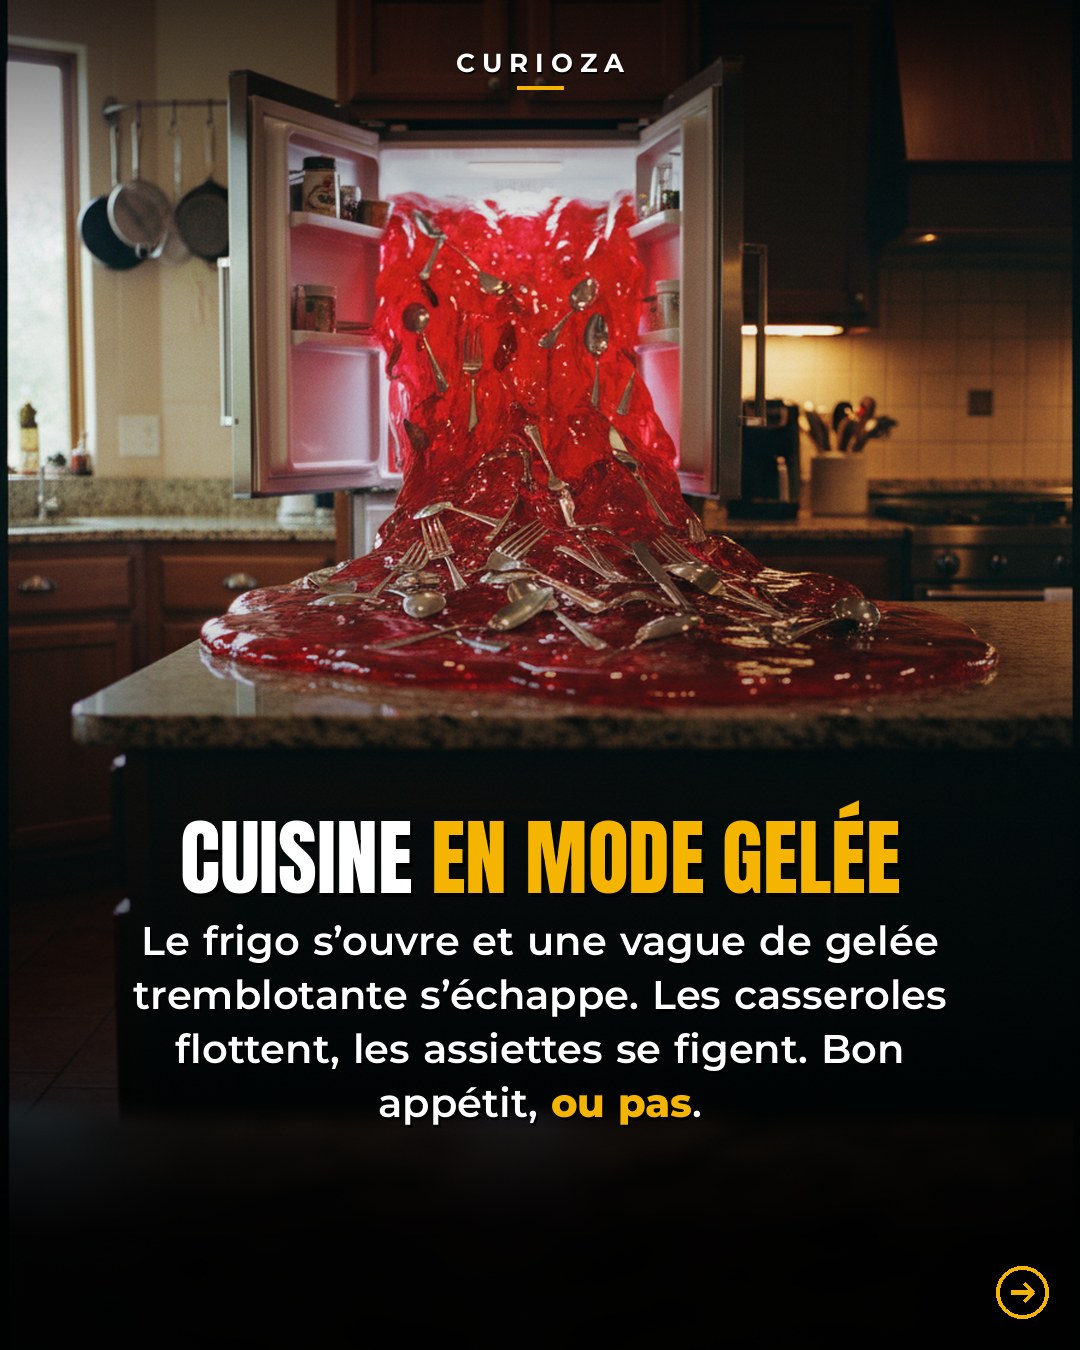 CURIOZA
CUISINE EN MODE GELÉE
Le frigo s’ouvre et une vague de gelée
tremblotante s’échappe. Les casseroles
flottent, les assiettes se figent. Bon
appétit, ou pas.